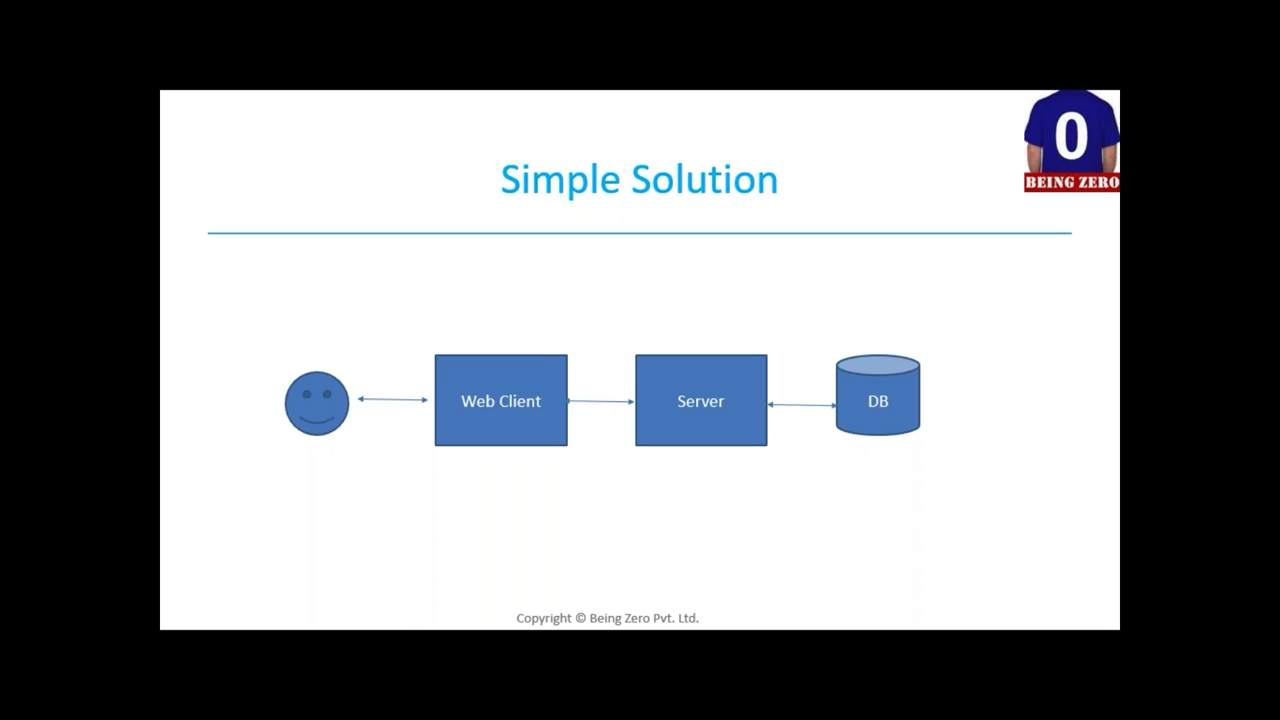 0
BEING ZERO
Simple Solution
Web Client
Server
DB
Copyright © Being Zero Pvt. Ltd.